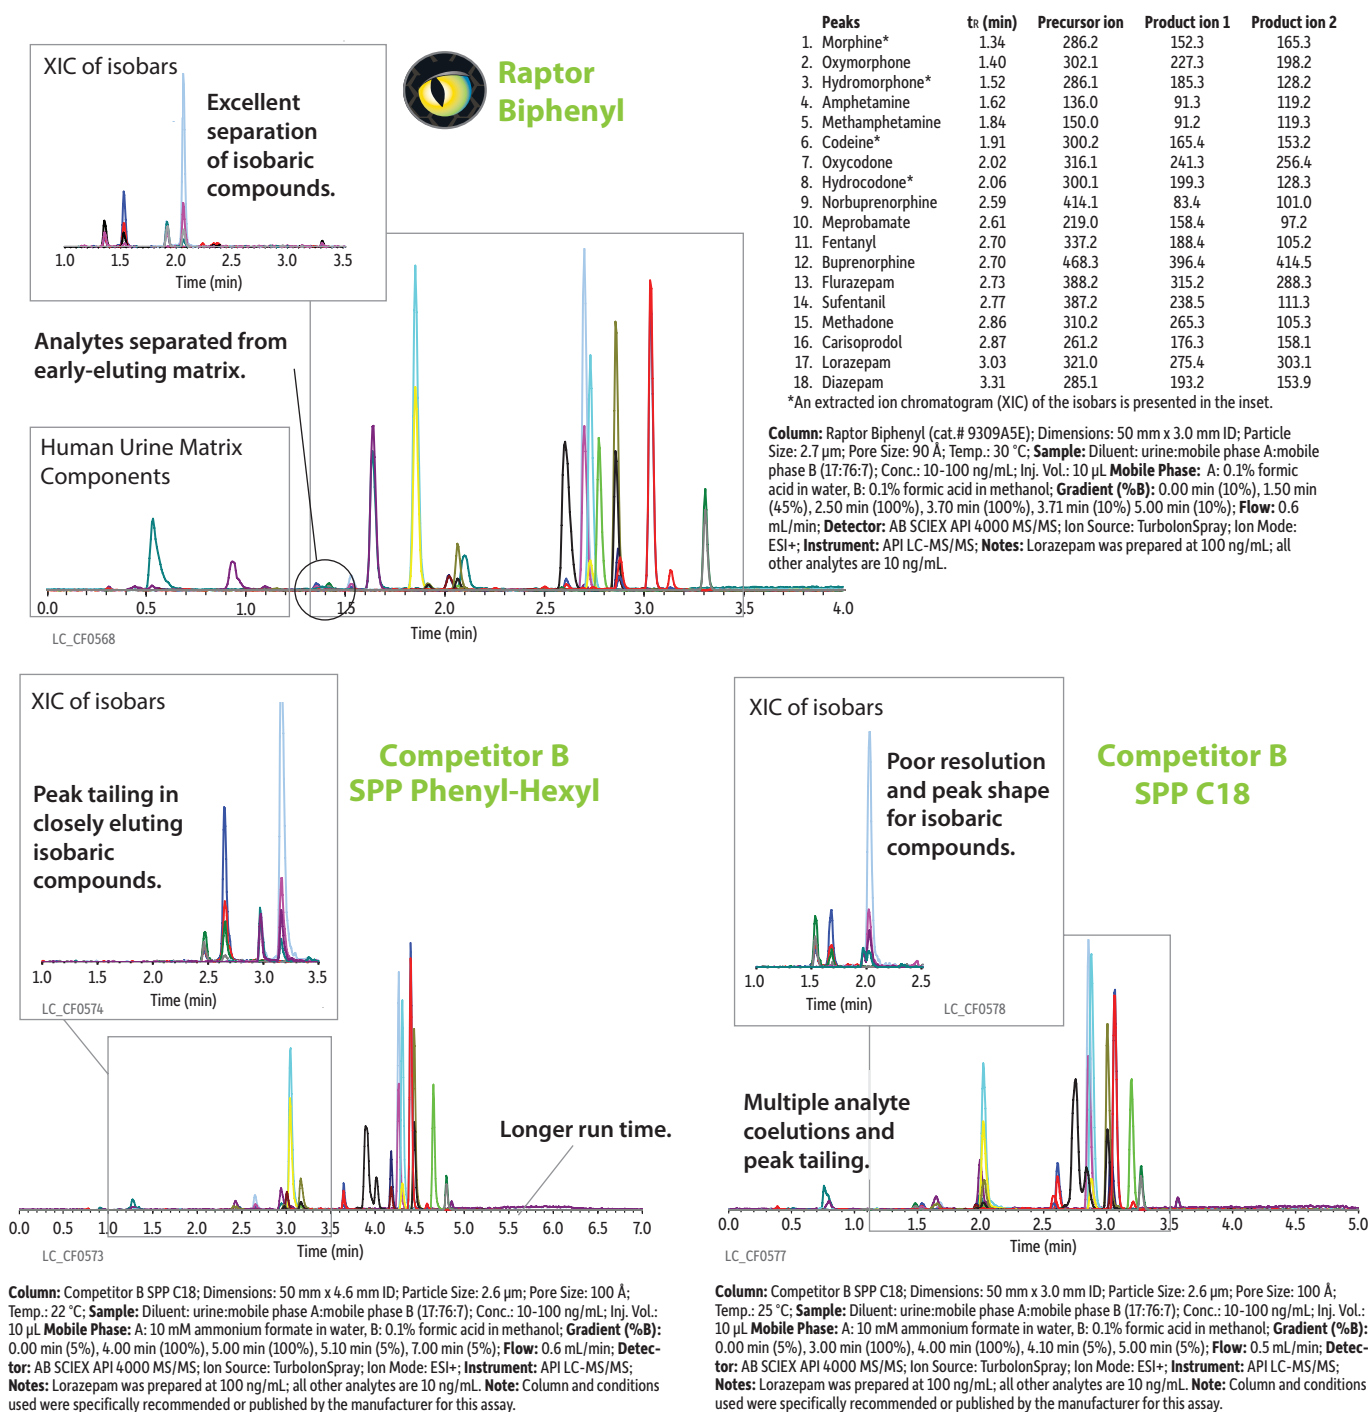 XIC of isobars
Excellent
separation
of isobaric
compounds.
1.0 1.5 2.0 2.5 3.0 3.5
Time (min)
Raptor
Biphenyl
Analytes separated from
early-eluting matrix.
Human Urine Matrix
Components
0.0 0.5 1.0 1.5 2.0 2.5 3.0 3.5 4.0
Time (min)
LC_CF0568
Peaks tR (min) Precursor ion Product ion 1 Product ion 2
1. Morphine* 1.34 286.2 152.3 165.3
2. Oxymorphone 1.40 302.1 227.3 198.2
3. Hydromorphone* 1.52 286.1 185.3 128.2
4. Amphetamine 1.62 136.0 91.3 119.2
5. Methamphetamine 1.84 150.0 91.2 119.3
6. Codeine* 1.91 300.2 165.4 153.2
7. Oxycodone 2.02 316.1 241.3 256.4
8. Hydrocodone* 2.06 300.1 199.3 128.3
9. Norbuprenorphine 2.59 414.1 83.4 101.0
10. Meprobamate 2.61 219.0 158.4 97.2
11. Fentanyl 2.70 337.2 188.4 105.2
12. Buprenorphine 2.70 468.3 396.4 414.5
13. Flurazepam 2.73 388.2 315.2 288.3
14. Sufentanil 2.77 387.2 238.5 111.3
15. Methadone 2.86 310.2 265.3 105.3
16. Carisoprodol 2.87 261.2 176.3 158.1
17. Lorazepam 3.03 321.0 275.4 303.1
18. Diazepam 3.31 285.1 193.2 153.9
*An extracted ion chromatogram (XIC) of the isobars is presented in the inset.
Column: Raptor Biphenyl (cat.# 9309A5E); Dimensions: 50 mm x 3.0 mm ID; Particle
Size: 2.7 µm; Pore Size: 90 Å; Temp.: 30 °C; Sample: Diluent: urine:mobile phase A:mobile
phase B (17:76:7); Conc.: 10-100 ng/mL; Inj. Vol.: 10 µL Mobile Phase: A: 0.1% formic
acid in water, B: 0.1% formic acid in methanol; Gradient (%B): 0.00 min (10%), 1.50 min
(45%), 2.50 min (100%), 3.70 min (100%), 3.71 min (10%) 5.00 min (10%); Flow: 0.6
mL/min; Detector: AB SCIEX API 4000 MS/MS; Ion Source: TurboIonSpray; Ion Mode:
ESI+; Instrument: API LC-MS/MS; Notes: Lorazepam was prepared at 100 ng/mL; all
other analytes are 10 ng/mL.
XIC of isobars
Peak tailing in
closely eluting
isobaric
compounds.
1.0 1.5 2.0 2.5 3.0 3.5
Time (min)
LC_CF0574
Competitor B
SPP Phenyl-Hexyl
Longer run time.
0.0 0.5 1.0 1.5 2.0 2.5 3.0 3.5 4.0 4.5 5.0 5.5 6.0 6.5 7.0
Time (min)
LC_CF0573
Column: Competitor B SPP C18; Dimensions: 50 mm x 4.6 mm ID; Particle Size: 2.6 µm; Pore Size: 100 Å;
Temp.: 22 °C; Sample: Diluent: urine:mobile phase A:mobile phase B (17:76:7); Conc.: 10-100 ng/mL; Inj. Vol.:
10 µL Mobile Phase: A: 10 mM ammonium formate in water, B: 0.1% formic acid in methanol; Gradient (%B):
0.00 min (5%), 4.00 min (100%), 5.00 min (100%), 5.10 min (5%), 7.00 min (5%); Flow: 0.6 mL/min; Detec-
tor: AB SCIEX API 4000 MS/MS; Ion Source: TurboIonSpray; Ion Mode: ESI+; Instrument: API LC-MS/MS;
Notes: Lorazepam was prepared at 100 ng/mL; all other analytes are 10 ng/mL. Note: Column and conditions
used were specifically recommended or published by the manufacturer for this assay.
XIC of isobars
Poor resolution
and peak shape
for isobaric
compounds.
1.0 1.5 2.0 2.5
Time (min)
LC_CF0578
Competitor B
SPP C18
Multiple analyte
coelutions and
peak tailing.
0.0 0.5 1.0 1.5 2.0 2.5 3.0 3.5 4.0 4.5 5.0
Time (min)
LC_CF0577
Column: Competitor B SPP C18; Dimensions: 50 mm x 3.0 mm ID; Particle Size: 2.6 µm; Pore Size: 100 Å;
Temp.: 25 °C; Sample: Diluent: urine:mobile phase A:mobile phase B (17:76:7); Conc.: 10-100 ng/mL; Inj. Vol.:
10 µL Mobile Phase: A: 10 mM ammonium formate in water, B: 0.1% formic acid in methanol; Gradient (%B):
0.00 min (5%), 3.00 min (100%), 4.00 min (100%), 4.10 min (5%), 5.00 min (5%); Flow: 0.5 mL/min; Detec-
tor: AB SCIEX API 4000 MS/MS; Ion Source: TurboIonSpray; Ion Mode: ESI+; Instrument: API LC-MS/MS;
Notes: Lorazepam was prepared at 100 ng/mL; all other analytes are 10 ng/mL. Note: Column and conditions
used were specifically recommended or published by the manufacturer for this assay.